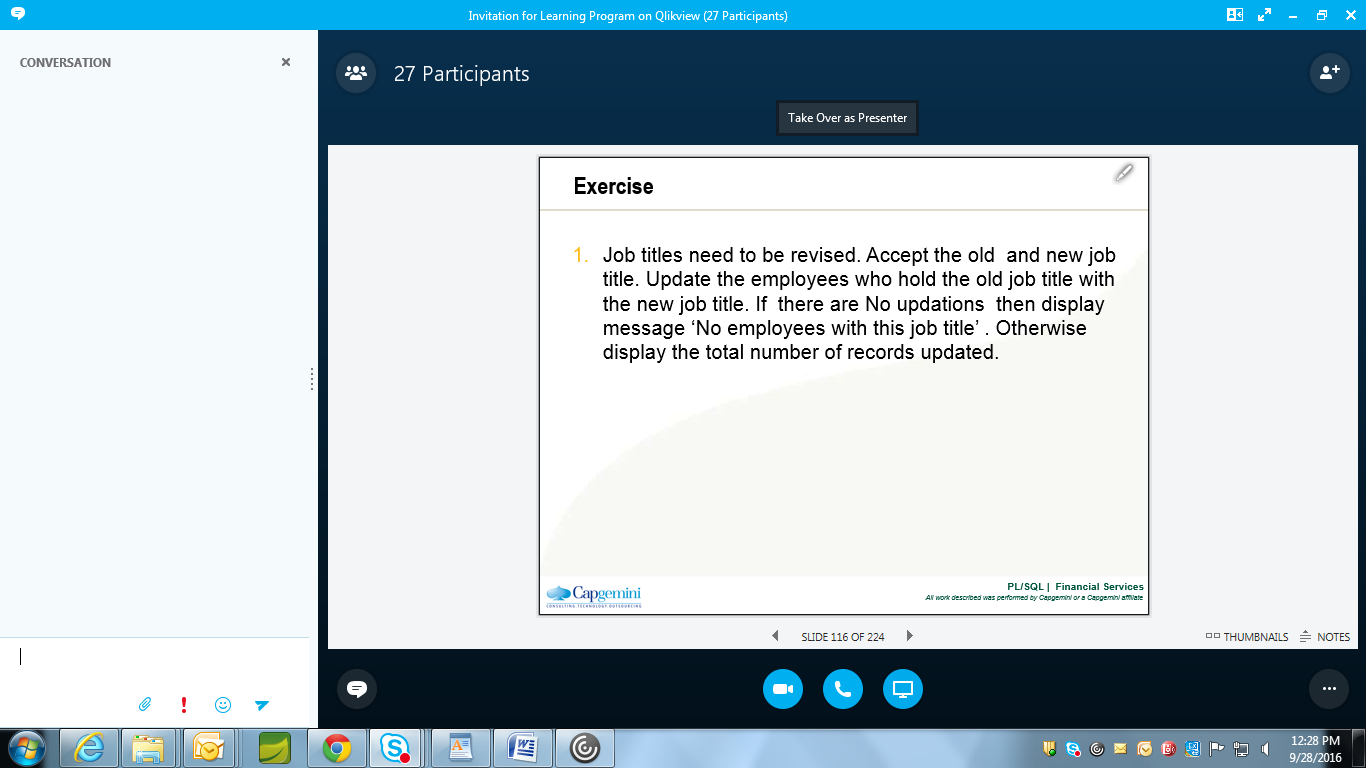 Invitation for Learning Program on Qlikview (27 Participants)
CONVERSATION
27 Participants
Take Over as Presenter
Exercise
1. Job titles need to be revised. Accept the old  and new job
title. Update the employees who hold the old job title with
the new job title. If  there are No updations  then display
message ‘No employees with this job title’ . Otherwise
display the total number of records updated.
Capgemini
CONSULTING.TECHNOLOGY.OUTSOURCING
PL/SQL | Financial Services
All work described was performed by Capgemini or a Capgemini affiliate
SLIDE 116 OF 224
THUMBNAILS
NOTES
12:28 PM
9/28/2016